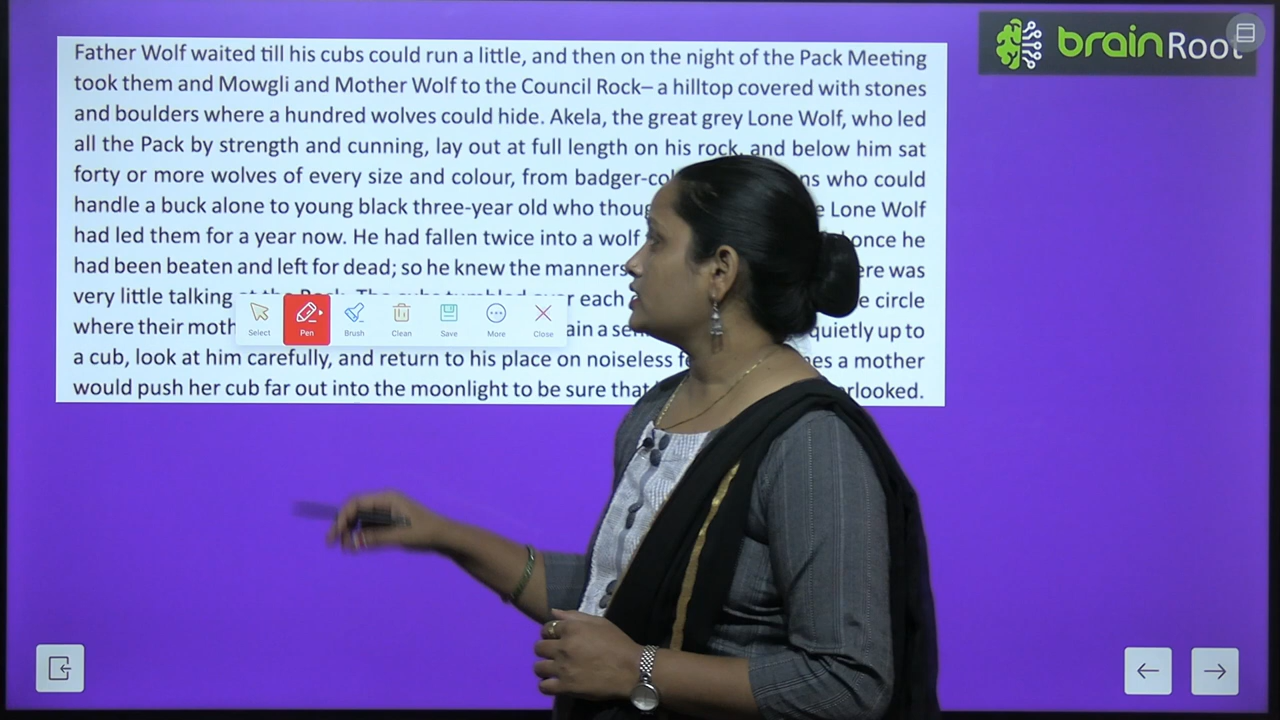 brainRoot
Father Wolf waited till his cubs could run a little, and then on the night of the Pack Meeting
took them and Mowgli and Mother Wolf to the Council Rock– a hilltop covered with stones
and boulders where a hundred wolves could hide. Akela, the great grey Lone Wolf, who led
all the Pack by strength and cunning, lay out at full length on his rock, and below him sat
forty or more wolves of every size and colour, from badger-col ns who could
handle a buck alone to young black three-year old who thoug e Lone Wolf
had led them for a year now. He had fallen twice into a wolf once he
had been beaten and left for dead; so he knew the manners ere was
very little talking at the Rock. The cubs tumbled over each e circle
where their moth ain a se quietly up to
a cub, look at him carefully, and return to his place on noiseless fe es a mother
would push her cub far out into the moonlight to be sure that rlooked.
Select Pen Brush Clean Save More Close